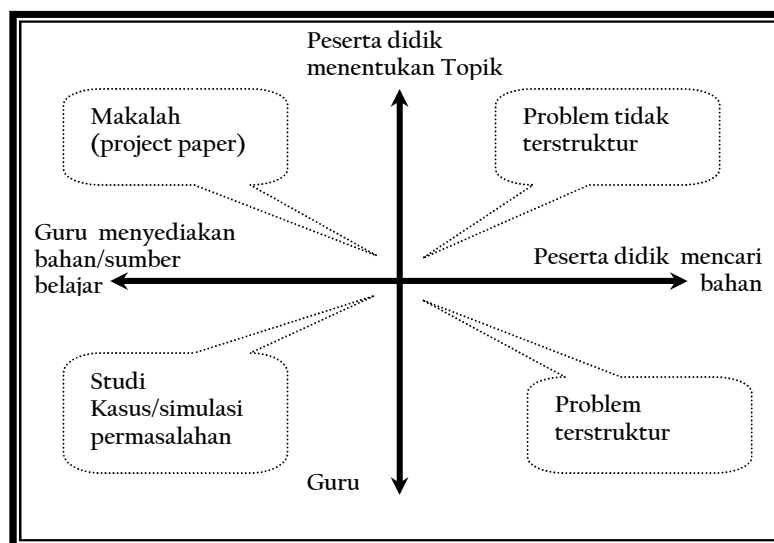 Peserta didik
menentukan Topik
Makalah
(project paper)
Problem tidak
terstruktur
Guru menyediakan
bahan/sumber
belajar
Peserta didik mencari
bahan
Studi
Kasus/simulasi
permasalahan
Problem
terstruktur
Guru